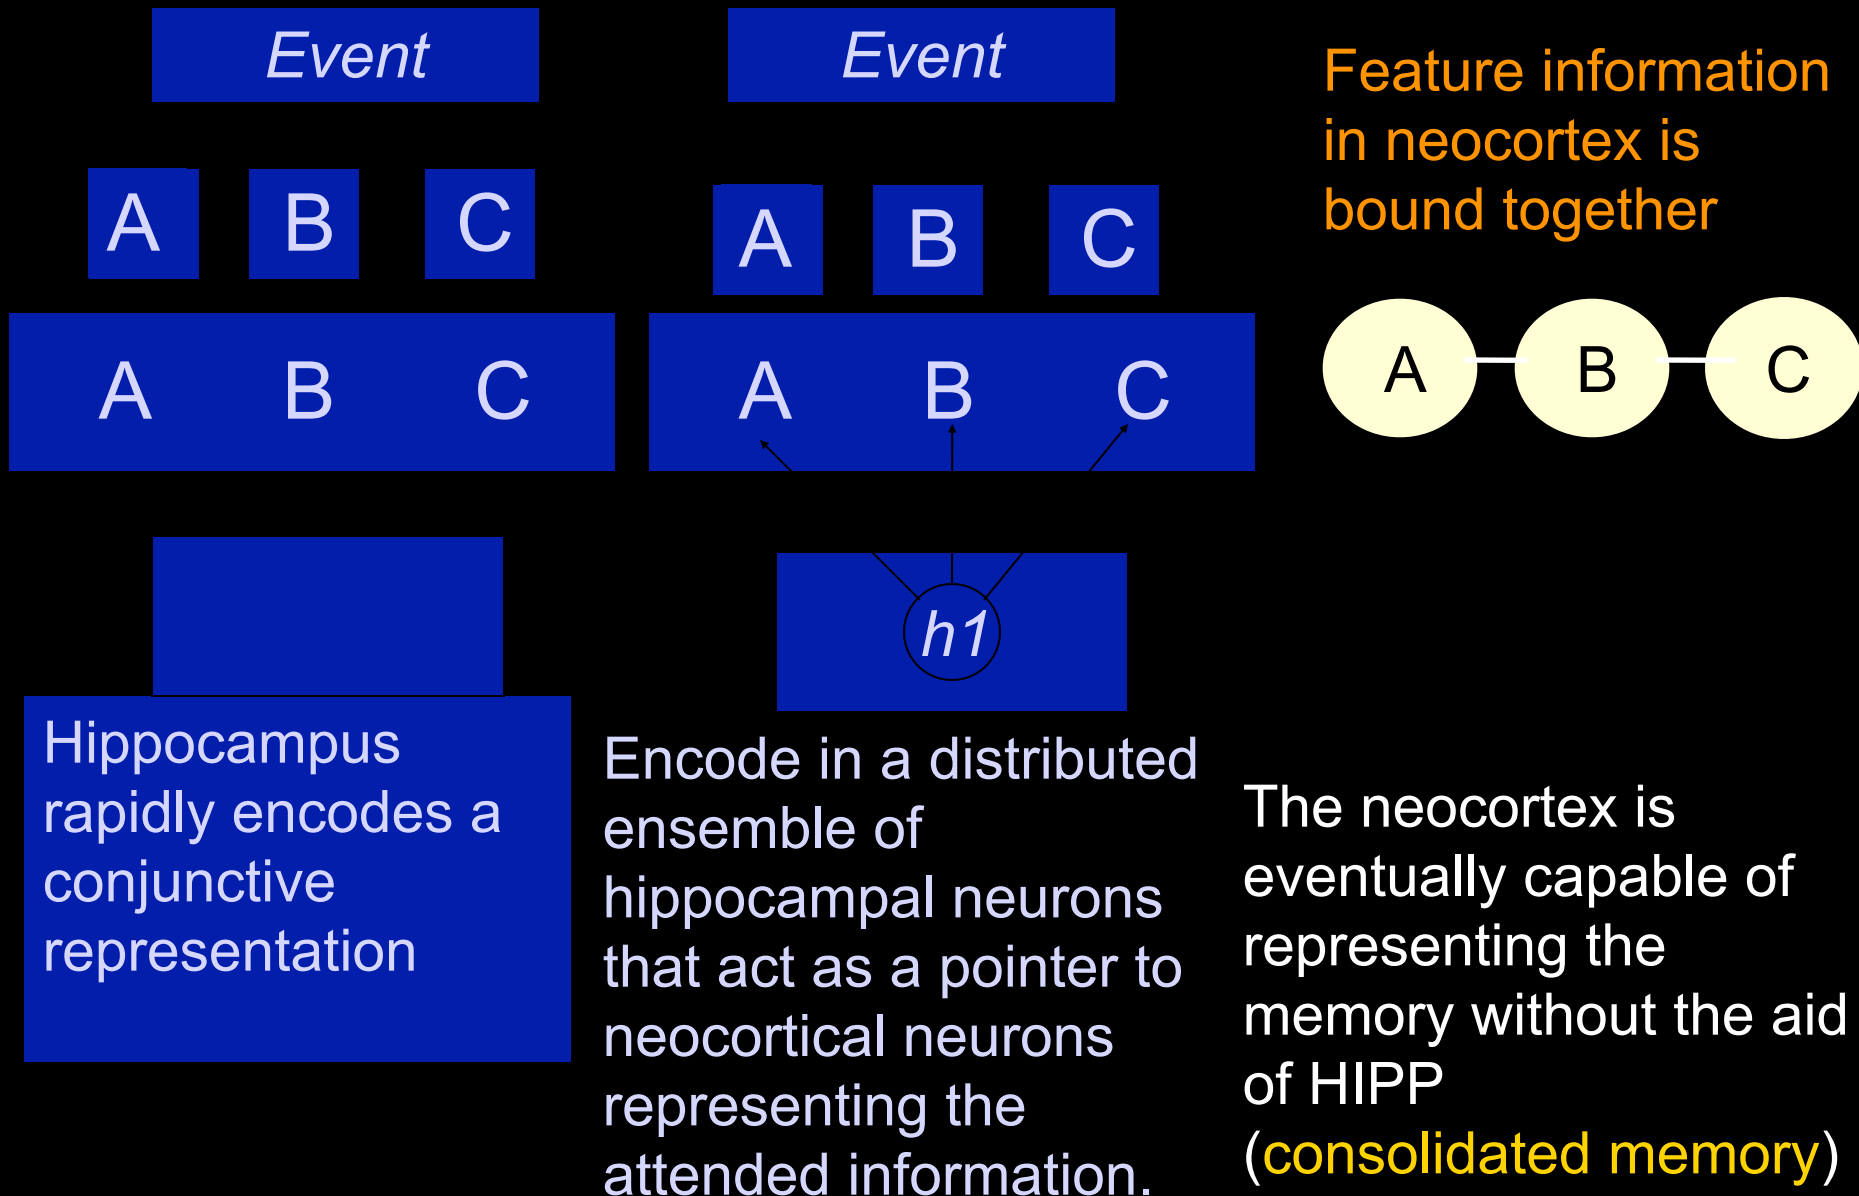 Event
A B C
A B C
Hippocampus
rapidly encodes a
conjunctive
representation
Event
A B C
A B C
h1
Encode in a distributed
ensemble of
hippocampal neurons
that act as a pointer to
neocortical neurons
representing the
attended information.
Feature information
in neocortex is
bound together
A B C
The neocortex is
eventually capable of
representing the
memory without the aid
of HIPP
(consolidated memory)